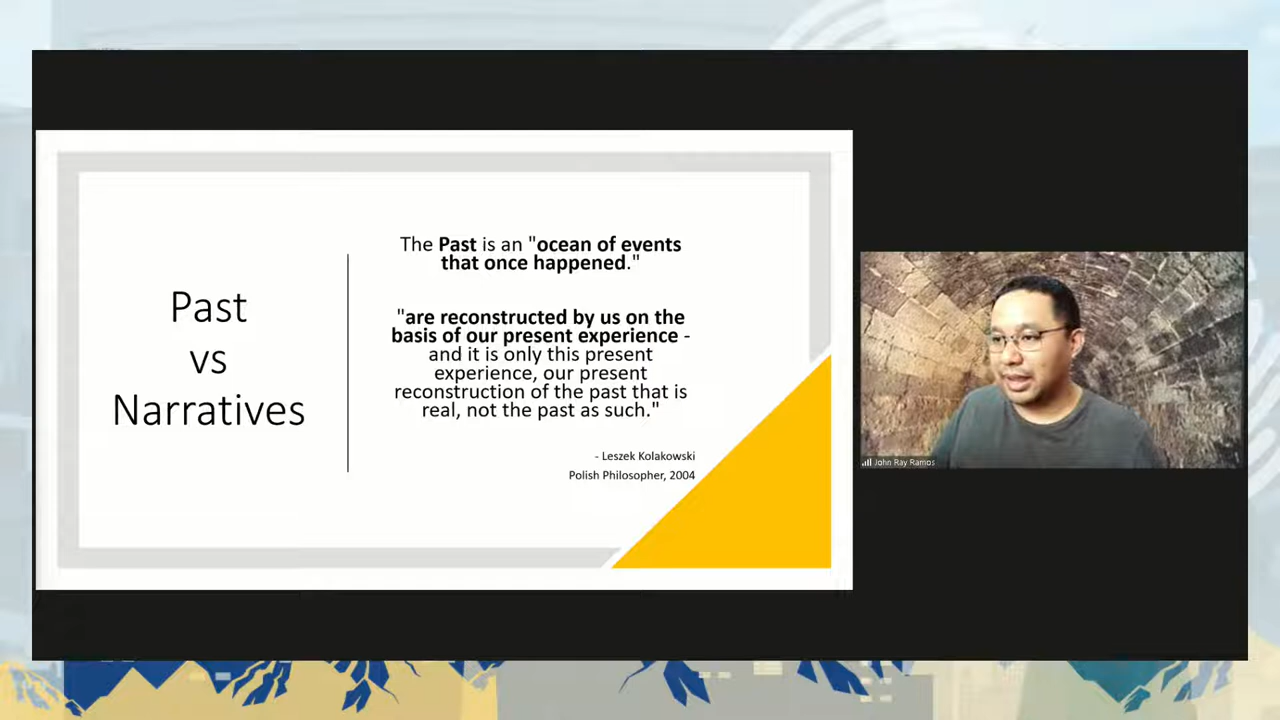 Past
vs
Narratives
The Past is an "ocean of events
that once happened."
"are reconstructed by us on the
basis of our present experience -
and it is only this present
experience, our present
reconstruction of the past that is
real, not the past as such."
- Leszek Kolakowski
Polish Philosopher, 2004
John Ray Ramos